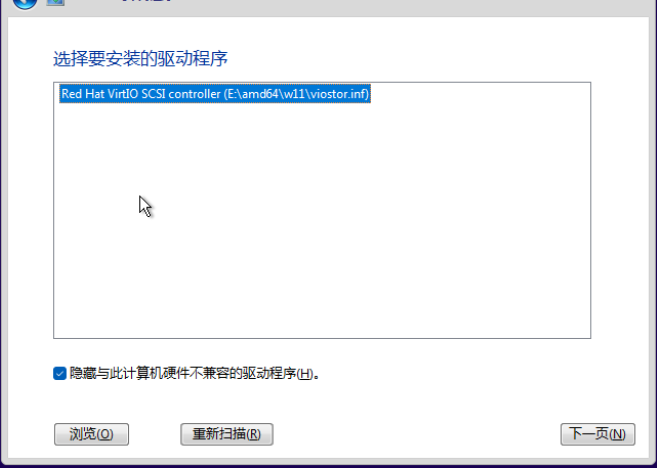 选择要安装的驱动程序
Red Hat VirtIO SCSI controller (E:\amd64\w11\viostor.inf)
隐藏与此计算机硬件不兼容的驱动程序(H)。
浏览(O)
重新扫描(R)
下一页(N)